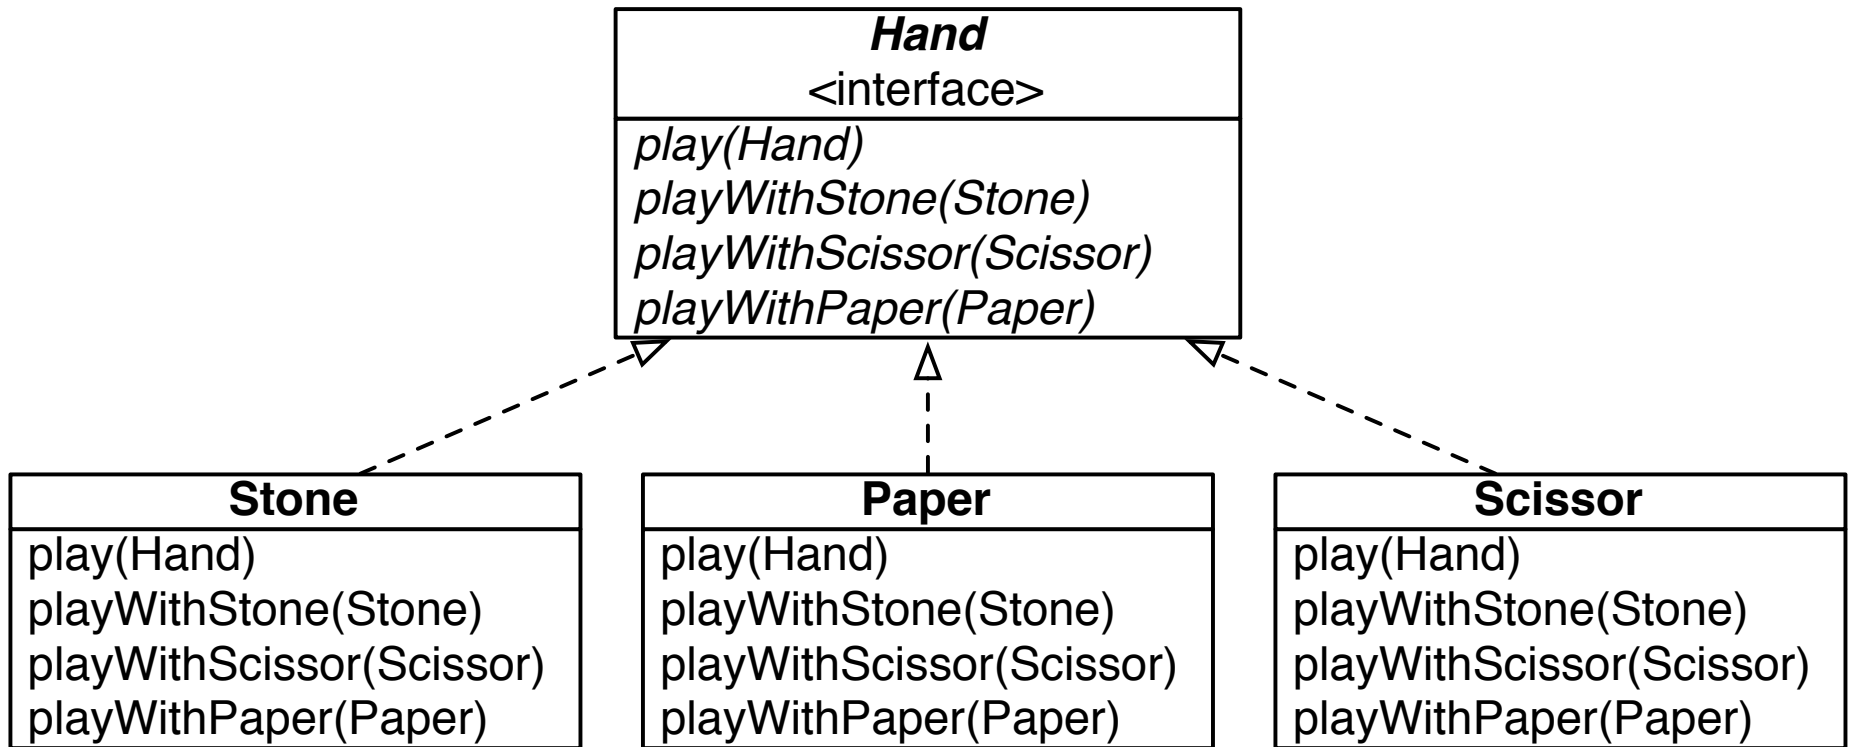 Hand
<interface>
play(Hand)
playWithStone(Stone)
playWithScissor(Scissor)
playWithPaper(Paper)
Stone
play(Hand)
playWithStone(Stone)
playWithScissor(Scissor)
playWithPaper(Paper)
Paper
play(Hand)
playWithStone(Stone)
playWithScissor(Scissor)
playWithPaper(Paper)
Scissor
play(Hand)
playWithStone(Stone)
playWithScissor(Scissor)
playWithPaper(Paper)